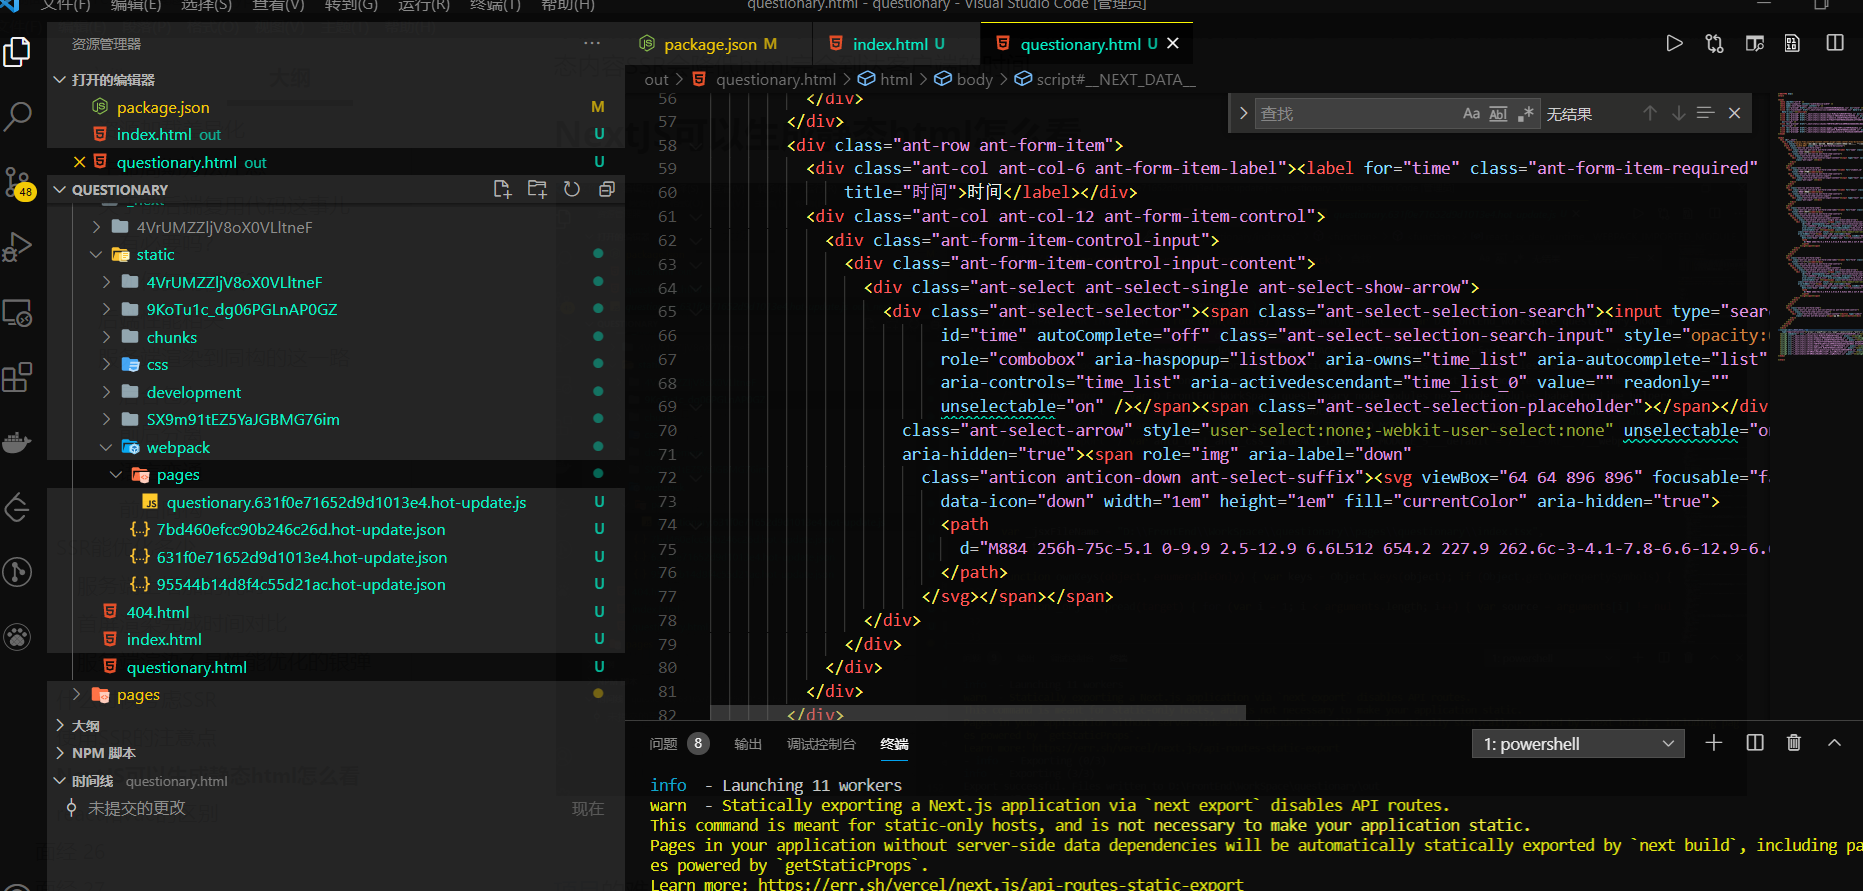 文件(F) 编辑(E) 选择(S) 查看(V) 转到(G) 运行(R) 终端(T) 帮助(H)
questionary.html - questionary - Visual Studio Code [管理员]
资源管理器 ···
打开的编辑器
package.json M
index.html out U
questionary.html out U
QUESTIONARY
_next
4VrUMZZljV8oX0VLltneF
static
4VrUMZZljV8oX0VLltneF
9KoTu1c_dg06PGLnAP0GZ
chunks
css
development
SX9m91tEZ5YaJGBMG76im
webpack
pages
questionary.631f0e71652d9d1013e4.hot-update.js U
{..} 7bd460efcc90b246c26d.hot-update.json U
{..} 631f0e71652d9d1013e4.hot-update.json U
{..} 95544b14d8f4c55d21ac.hot-update.json U
404.html U
index.html U
questionary.html U
pages
大纲
NPM 脚本
时间线 questionary.html
未提交的更改 现在
48
package.json M index.html U questionary.html U
out > questionary.html > html > body > script#__NEXT_DATA__
查找 Aa Abl .* 无结果
56 </div>
57 </div>
58 <div class="ant-row ant-form-item">
59 <div class="ant-col ant-col-6 ant-form-item-label"><label for="time" class="ant-form-item-required"
60 title="时间">时间</label></div>
61 <div class="ant-col ant-col-12 ant-form-item-control">
62 <div class="ant-form-item-control-input">
63 <div class="ant-form-item-control-input-content">
64 <div class="ant-select ant-select-single ant-select-show-arrow">
65 <div class="ant-select-selector"><span class="ant-select-selection-search"><input type="sear
66 id="time" autoComplete="off" class="ant-select-selection-search-input" style="opacity:
67 role="combobox" aria-haspopup="listbox" aria-owns="time_list" aria-autocomplete="list"
68 aria-controls="time_list" aria-activedescendant="time_list_0" value="" readonly=""
69 unselectable="on" /></span><span class="ant-select-selection-placeholder"></span></div
70 class="ant-select-arrow" style="user-select:none;-webkit-user-select:none" unselectable="o
71 aria-hidden="true"><span role="img" aria-label="down"
72 class="anticon anticon-down ant-select-suffix"><svg viewBox="64 64 896 896" focusable="f
73 data-icon="down" width="1em" height="1em" fill="currentColor" aria-hidden="true">
74 <path
75 d="M884 256h-75c-5.1 0-9.9 2.5-12.9 6.6L512 654.2 227.9 262.6c-3-4.1-7.8-6.6-12.9-6.
76 </path>
77 </svg></span></span>
78 </div>
79 </div>
80 </div>
81 </div>
82 </div>
问题 8 输出 调试控制台 终端 1: powershell
info - Launching 11 workers
warn - Statically exporting a Next.js application via `next export` disables API routes.
This command is meant for static-only hosts, and is not necessary to make your application static.
Pages in your application without server-side data dependencies will be automatically statically exported by `next build`, including pa
es powered by `getStaticProps`.
Learn more: https://err.sh/vercel/next.js/api-routes-static-export